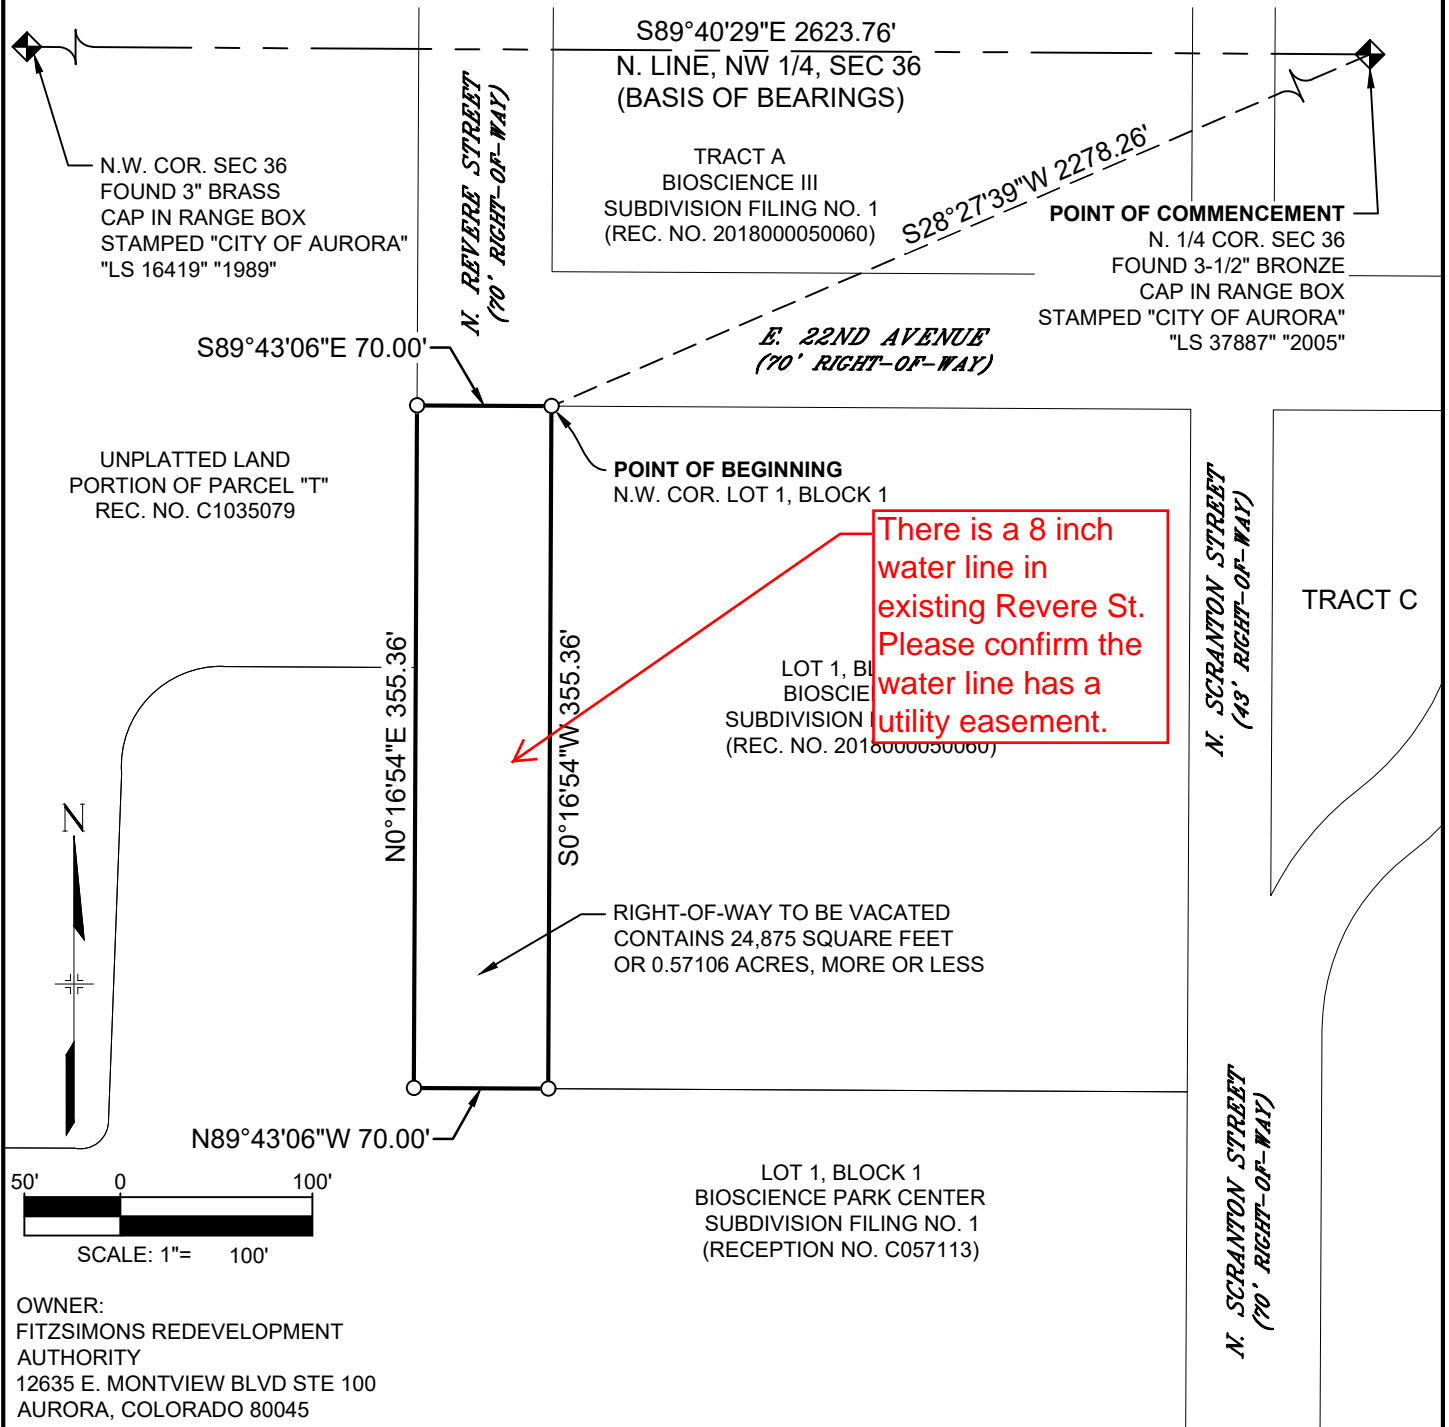 S89°40'29"E 2623.76'
N. LINE, NW 1/4, SEC 36
(BASIS OF BEARINGS)
N. REVERE STREET
(70' RIGHT-OF-WAY)
N.W. COR. SEC 36
FOUND 3" BRASS
CAP IN RANGE BOX
STAMPED "CITY OF AURORA"
"LS 16419" "1989"
TRACT A
BIOSCIENCE III
SUBDIVISION FILING NO. 1
(REC. NO. 2018000050060)
S28°27'39"W 2278.26'
POINT OF COMMENCEMENT
N. 1/4 COR. SEC 36
FOUND 3-1/2" BRONZE
CAP IN RANGE BOX
STAMPED "CITY OF AURORA"
"LS 37887" "2005"
E. 22ND AVENUE
(70' RIGHT-OF-WAY)
S89°43'06"E 70.00'
UNPLATTED LAND
PORTION OF PARCEL "T"
REC. NO. C1035079
POINT OF BEGINNING
N.W. COR. LOT 1, BLOCK 1
There is a 8 inch
water line in
existing Revere St.
Please confirm the
water line has a
utility easement.
LOT 1, BL
BIOSCIE
SUBDIVISION
(REC. NO. 2018000050060)
N. SCRANTON STREET
(43' RIGHT-OF-WAY)
TRACT C
N0°16'54"E 355.36'
S0°16'54"W 355.36'
N
RIGHT-OF-WAY TO BE VACATED
CONTAINS 24,875 SQUARE FEET
OR 0.57106 ACRES, MORE OR LESS
N89°43'06"W 70.00'
LOT 1, BLOCK 1
BIOSCIENCE PARK CENTER
SUBDIVISION FILING NO. 1
(RECEPTION NO. C057113)
N. SCRANTON STREET
(70' RIGHT-OF-WAY)
50' 0 100'
SCALE: 1"= 100'
OWNER:
FITZSIMONS REDEVELOPMENT
AUTHORITY
12635 E. MONTVIEW BLVD STE 100
AURORA, COLORADO 80045